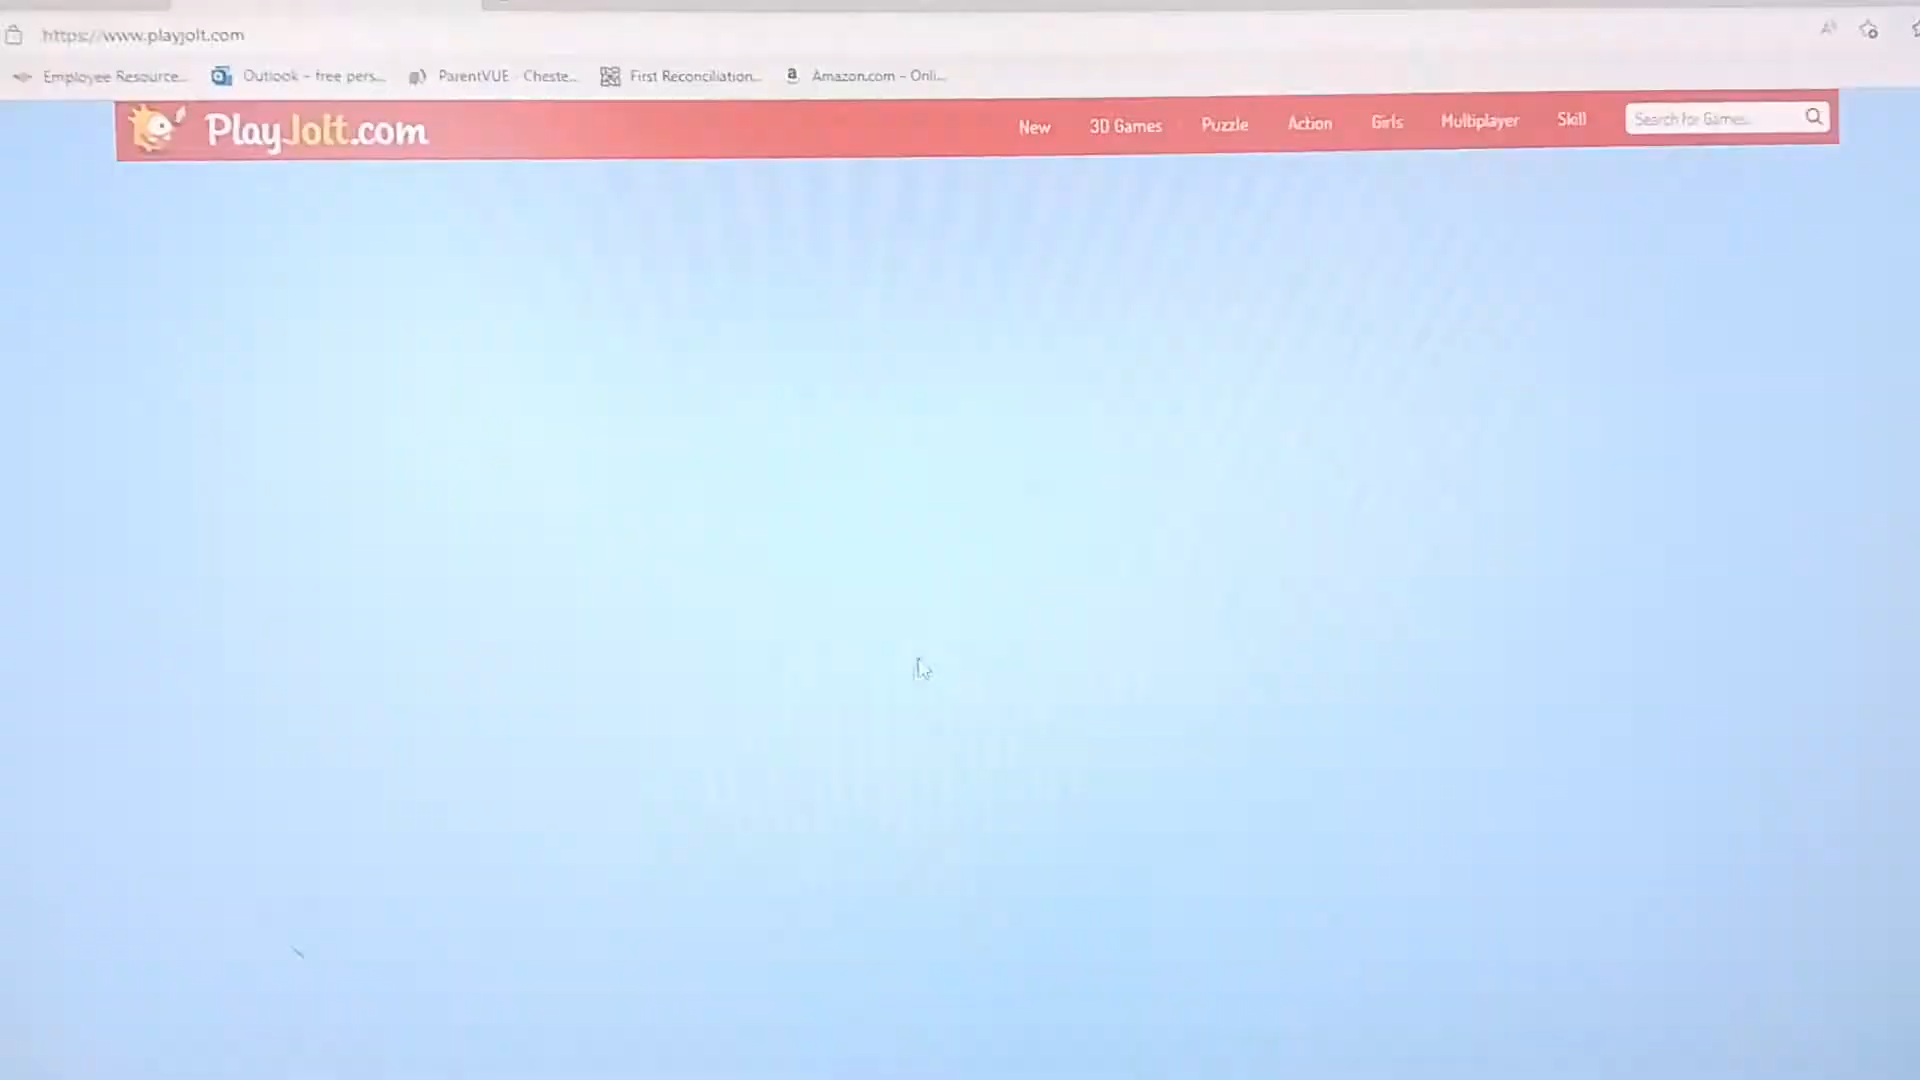 https://www.playjolt.com
Employee Resource... Outlook – free pers... ParentVUE Cheste... First Reconciliation... Amazon.com – Onli...
PlayJolt.com New 3D Games Puzzle Action Girls Multiplayer Skill Search for Games...